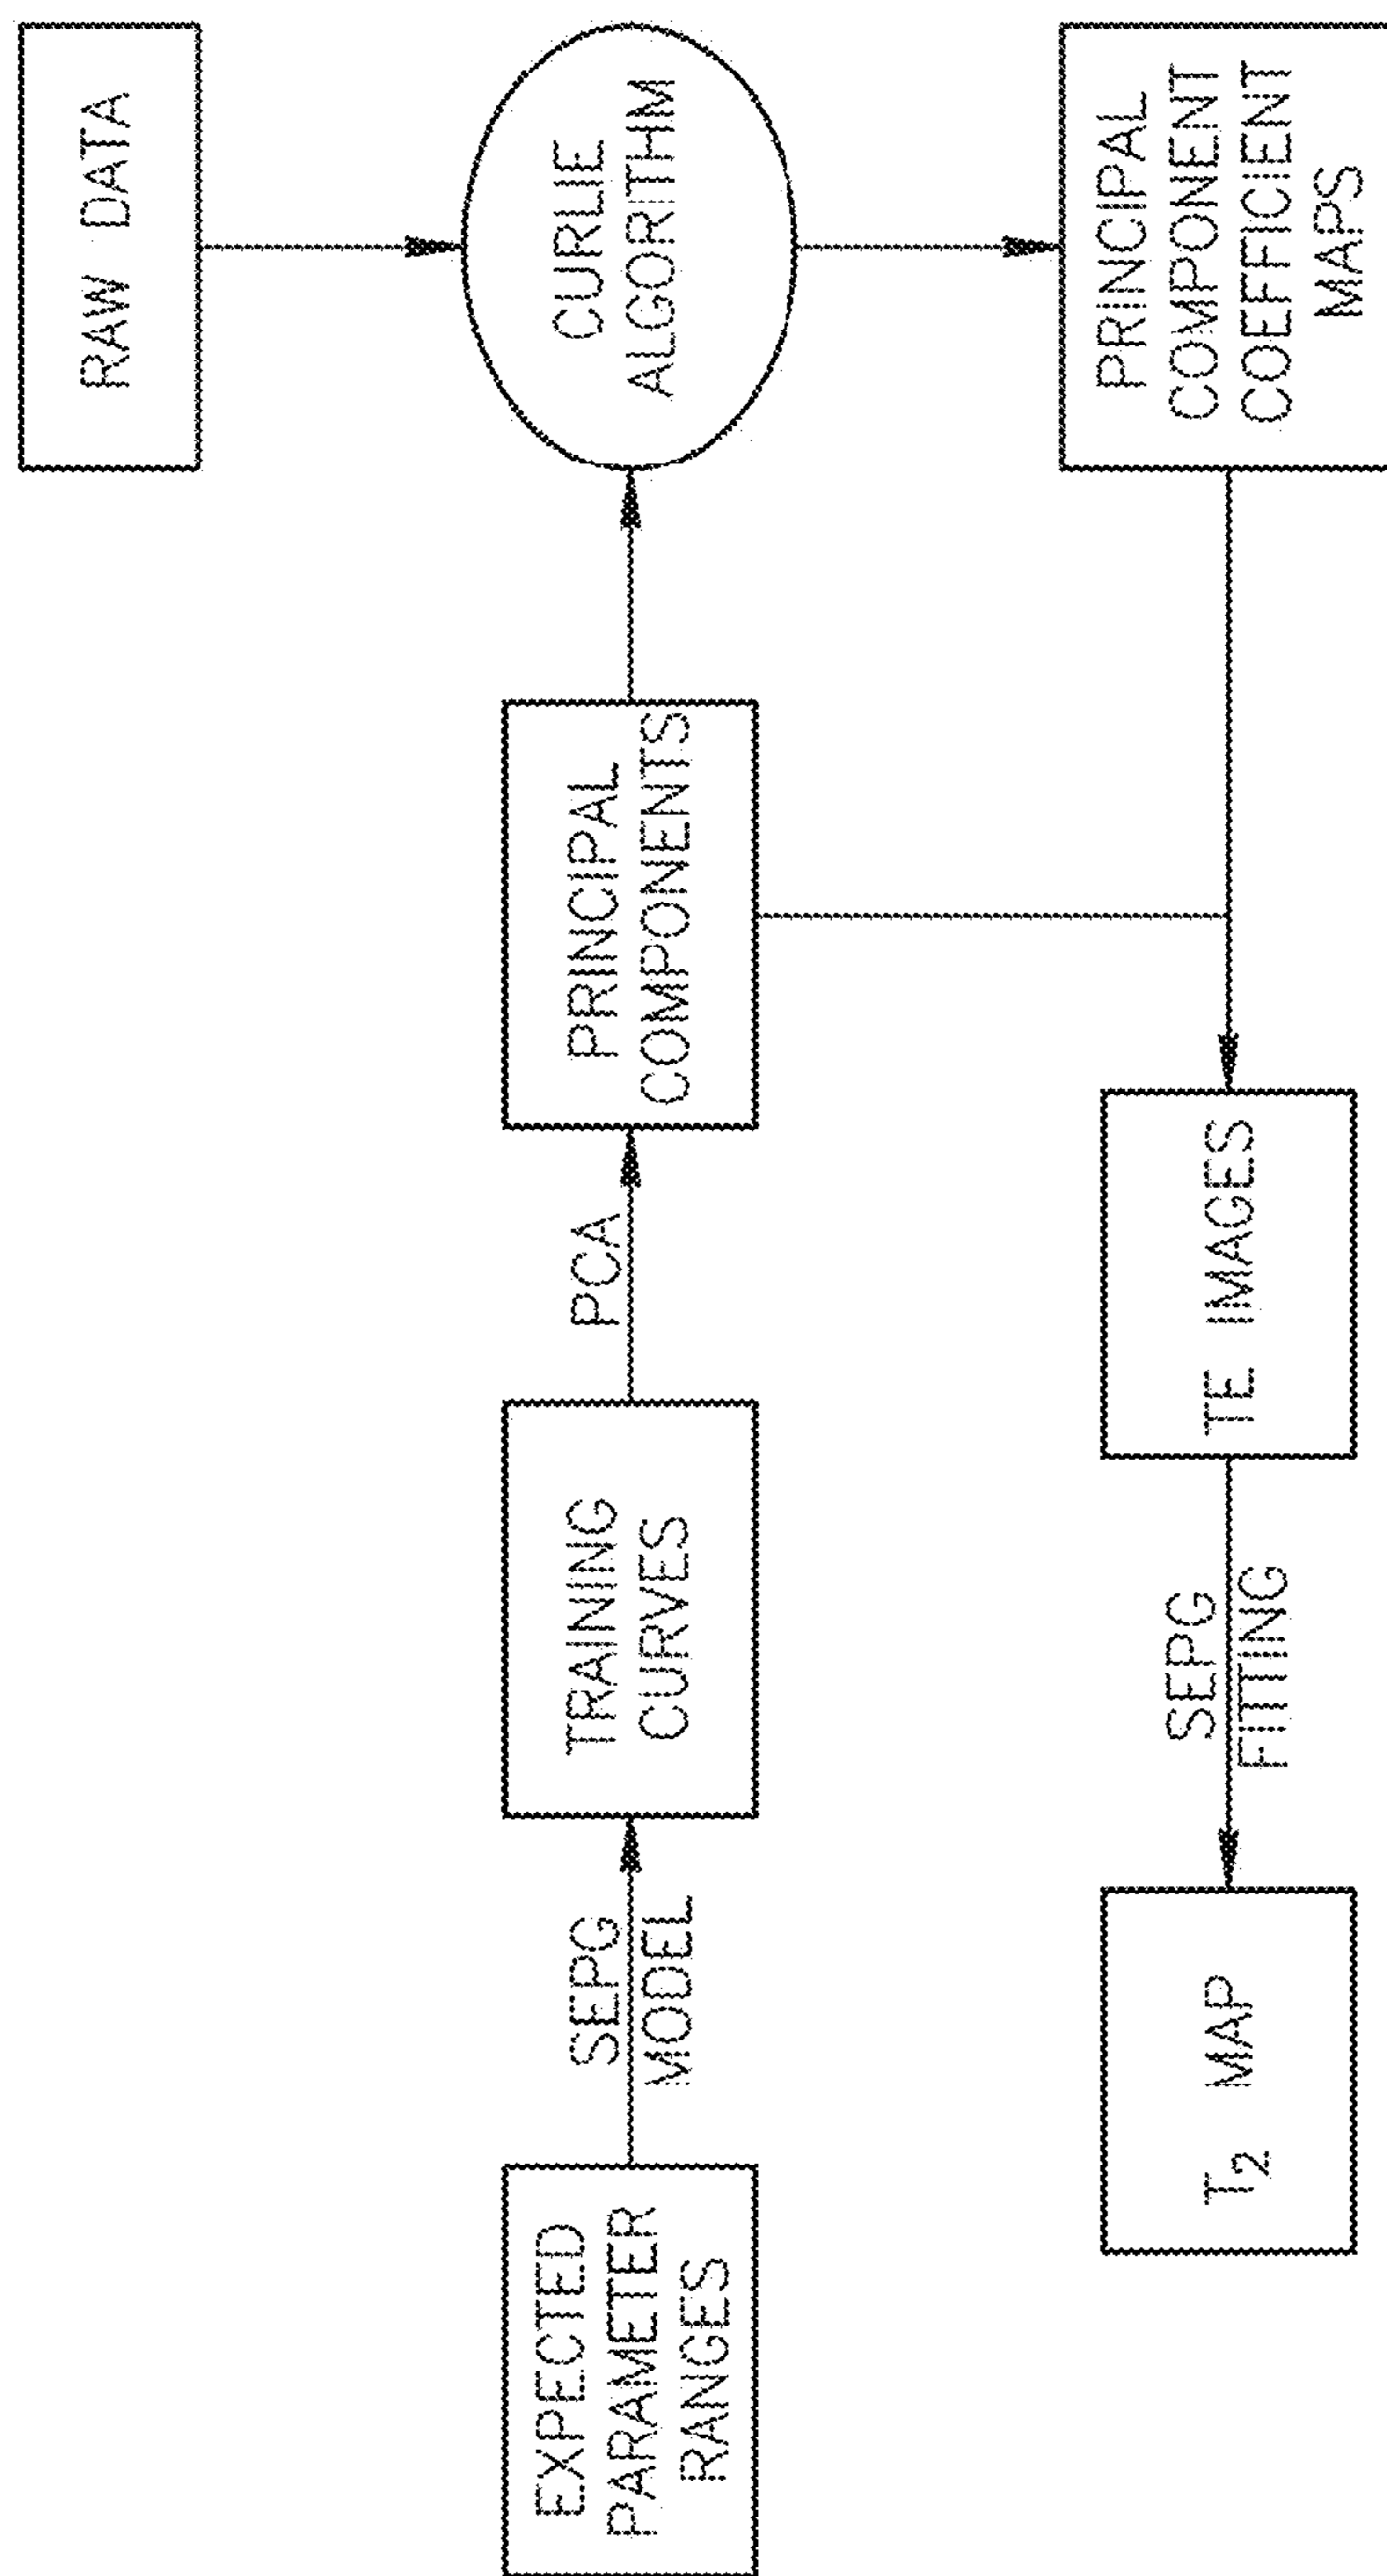 RAW DATA
EXPECTED
PARAMETER
RANGES
SEPG
MODEL
TRAINING
CURVES
PCA
PRINCIPAL
COMPONENTS
CURLIE
ALGORITHM
T2 MAP
SEPG
FITTING
TE IMAGES
PRINCIPAL
COMPONENT
COEFFICIENT
MAPS